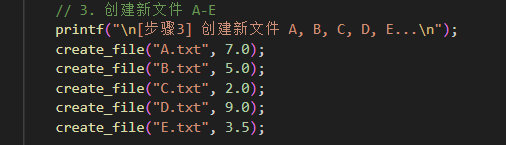 // 3. 创建新文件 A-E
printf("\n[步骤3] 创建新文件 A, B, C, D, E...\n");
create_file("A.txt", 7.0);
create_file("B.txt", 5.0);
create_file("C.txt", 2.0);
create_file("D.txt", 9.0);
create_file("E.txt", 3.5);